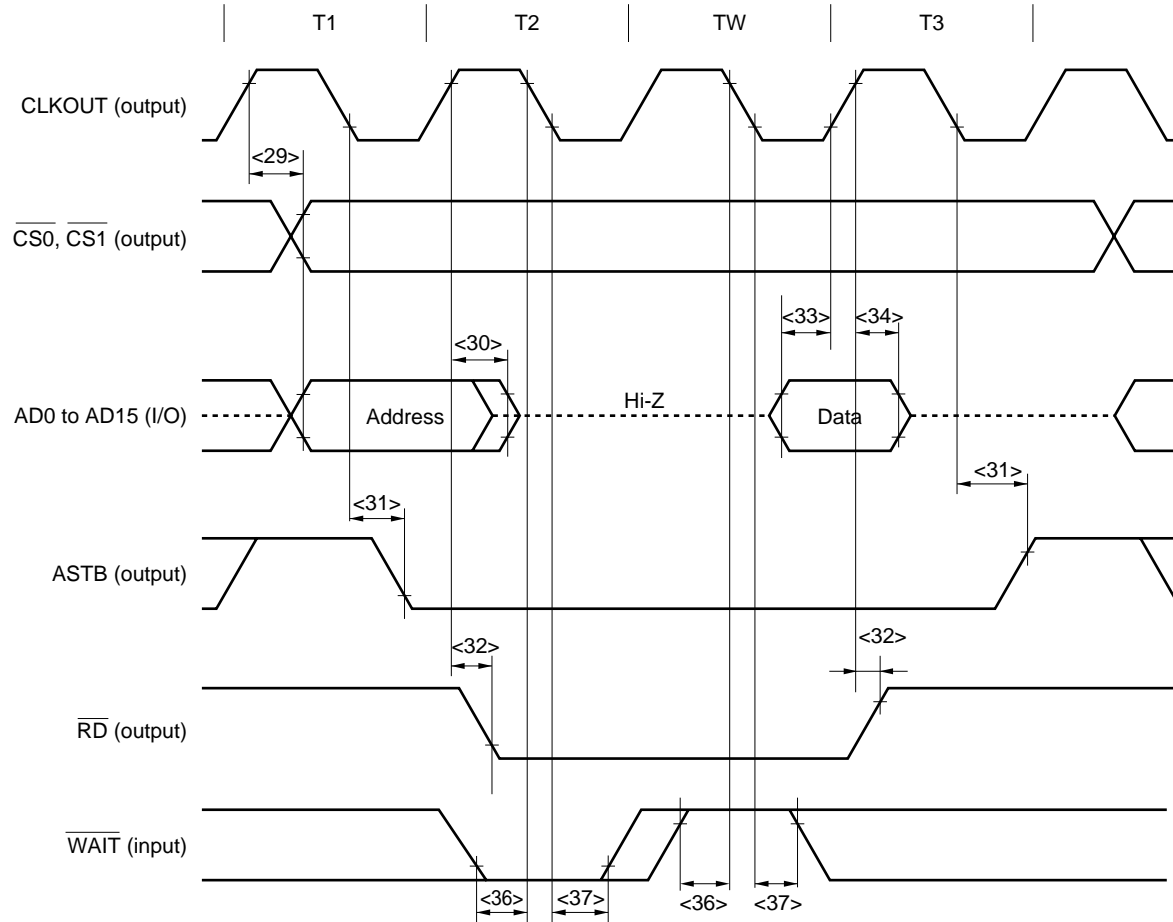 T1 T2 TW T3
CLKOUT (output)
<29>
CS0, CS1 (output)
<33> <34>
<30>
AD0 to AD15 (I/O) Address Hi-Z Data
<31> <31>
ASTB (output)
<32> <32>
RD (output)
WAIT (input)
<36> <37> <36> <37>